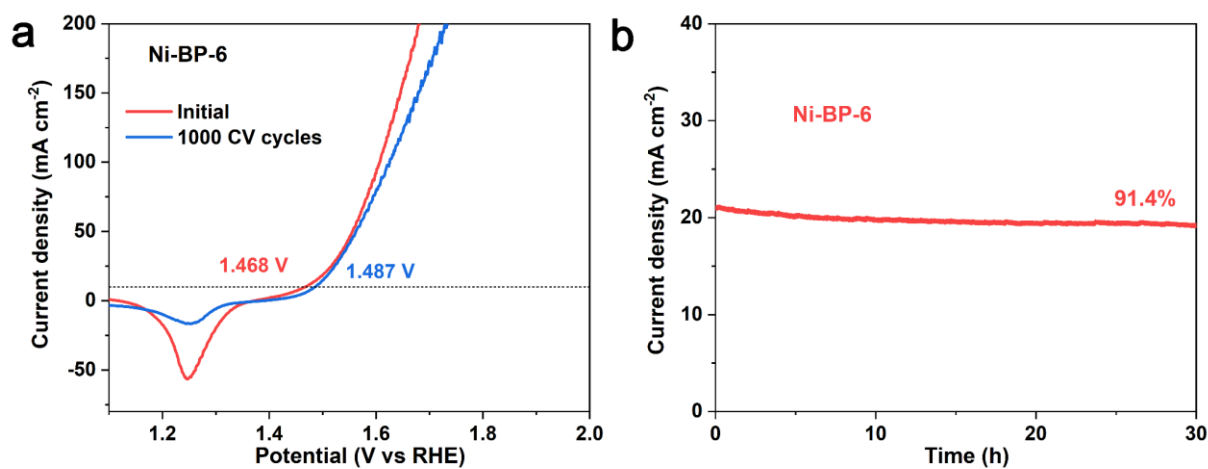 a
Ni-BP-6
Initial
1000 CV cycles
1.468 V
1.487 V
200
150
100
50
0
-50
1.2
1.4
1.6
1.8
2.0
Current density (mA cm-2)
Potential (V vs RHE)
b
Ni-BP-6
91.4%
40
30
20
10
0
0
10
20
30
Current density (mA cm-2)
Time (h)